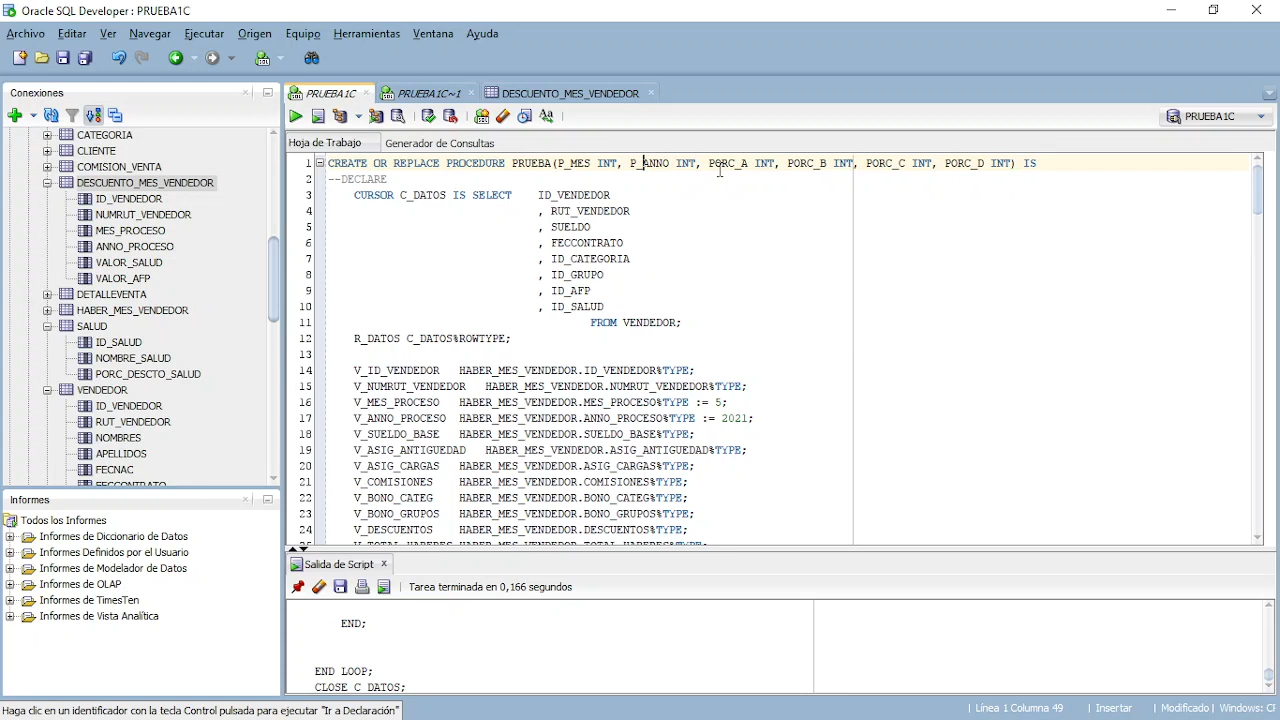 Oracle SQL Developer: PRUEBA1C
Archivo Editar Ver Navegar Ejecutar Origen Equipo Herramientas Ventana Ayuda
Conexiones
CATEGORIA
CLIENTE
COMISION_VENTA
DESCUENTO_MES_VENDEDOR
ID_VENDEDOR
NUMRUT_VENDEDOR
MES_PROCESO
ANNO_PROCESO
VALOR_SALUD
VALOR_AFP
DETALLEVENTA
HABER_MES_VENDEDOR
SALUD
ID_SALUD
NOMBRE_SALUD
PORC_DESCTO_SALUD
VENDEDOR
ID_VENDEDOR
RUT_VENDEDOR
NOMBRES
APELLIDOS
FECNAC
FECCONTRATO
Informes
Todos los Informes
Informes de Diccionario de Datos
Informes Definidos por el Usuario
Informes de Modelador de Datos
Informes de OLAP
Informes de TimesTen
Informes de Vista Analítica
PRUEBA1C PRUEBA1C~1 DESCUENTO_MES_VENDEDOR
PRUEBA1C
Hoja de Trabajo Generador de Consultas
1 CREATE OR REPLACE PROCEDURE PRUEBA(P_MES INT, P_ANNO INT, PORC_A INT, PORC_B INT, PORC_C INT, PORC_D INT) IS
2 --DECLARE
3 CURSOR C_DATOS IS SELECT ID_VENDEDOR
4 , RUT_VENDEDOR
5 , SUELDO
6 , FECCONTRATO
7 , ID_CATEGORIA
8 , ID_GRUPO
9 , ID_AFP
10 , ID_SALUD
11 FROM VENDEDOR;
12 R_DATOS C_DATOS%ROWTYPE;
13
14 V_ID_VENDEDOR HABER_MES_VENDEDOR.ID_VENDEDOR%TYPE;
15 V_NUMRUT_VENDEDOR HABER_MES_VENDEDOR.NUMRUT_VENDEDOR%TYPE;
16 V_MES_PROCESO HABER_MES_VENDEDOR.MES_PROCESO%TYPE := 5;
17 V_ANNO_PROCESO HABER_MES_VENDEDOR.ANNO_PROCESO%TYPE := 2021;
18 V_SUELDO_BASE HABER_MES_VENDEDOR.SUELDO_BASE%TYPE;
19 V_ASIG_ANTIGUEDAD HABER_MES_VENDEDOR.ASIG_ANTIGUEDAD%TYPE;
20 V_ASIG_CARGAS HABER_MES_VENDEDOR.ASIG_CARGAS%TYPE;
21 V_COMISIONES HABER_MES_VENDEDOR.COMISIONES%TYPE;
22 V_BONO_CATEG HABER_MES_VENDEDOR.BONO_CATEG%TYPE;
23 V_BONO_GRUPOS HABER_MES_VENDEDOR.BONO_GRUPOS%TYPE;
24 V_DESCUENTOS HABER_MES_VENDEDOR.DESCUENTOS%TYPE;
V_TOTAL_HABERES HABER_MES_VENDEDOR.TOTAL_HABERES%TYPE;
Salida de Script
Tarea terminada en 0,166 segundos
END;
END LOOP;
CLOSE C_DATOS;
Haga clic en un identificador con la tecla Control pulsada para ejecutar "Ir a Declaración"
Línea 1 Columna 49 Insertar Modificado Windows: CF